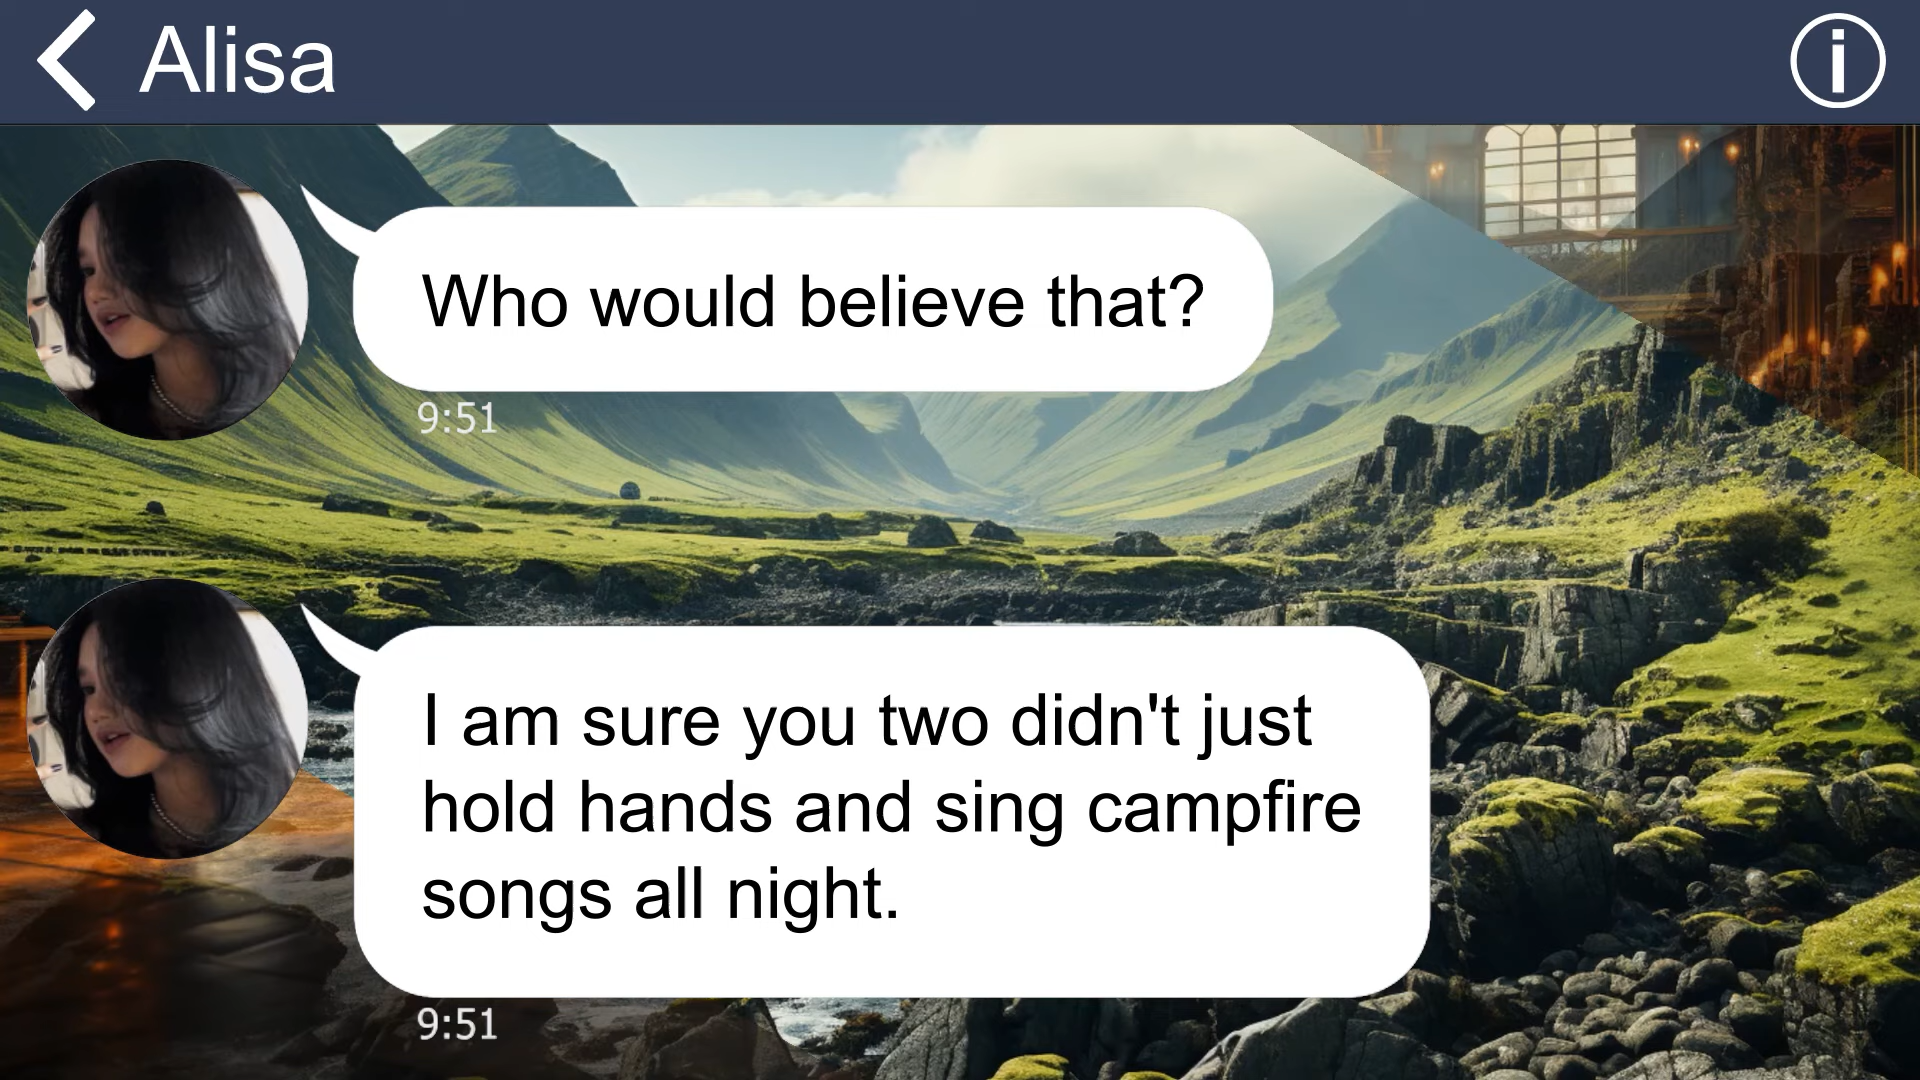 Alisa
Who would believe that?
9:51
I am sure you two didn't just
hold hands and sing campfire
songs all night.
9:51